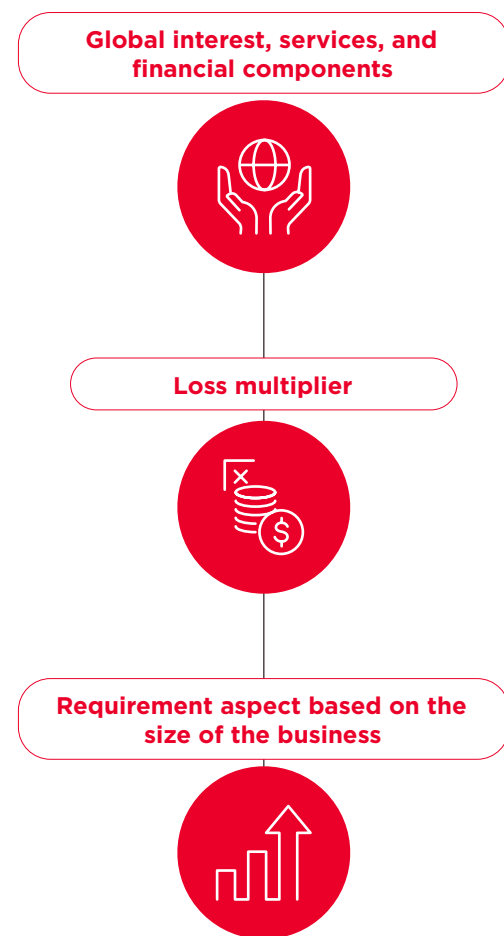 Global interest, services, and
financial components
Loss multiplier
$
Requirement aspect based on the
size of the business